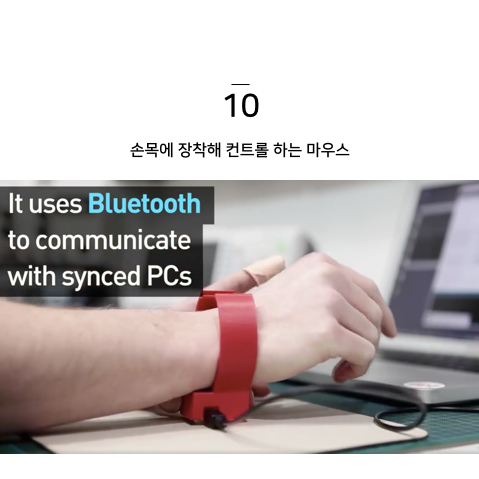 10
손목에 장착해 컨트롤 하는 마우스
It uses Bluetooth
to communicate
with synced PCs